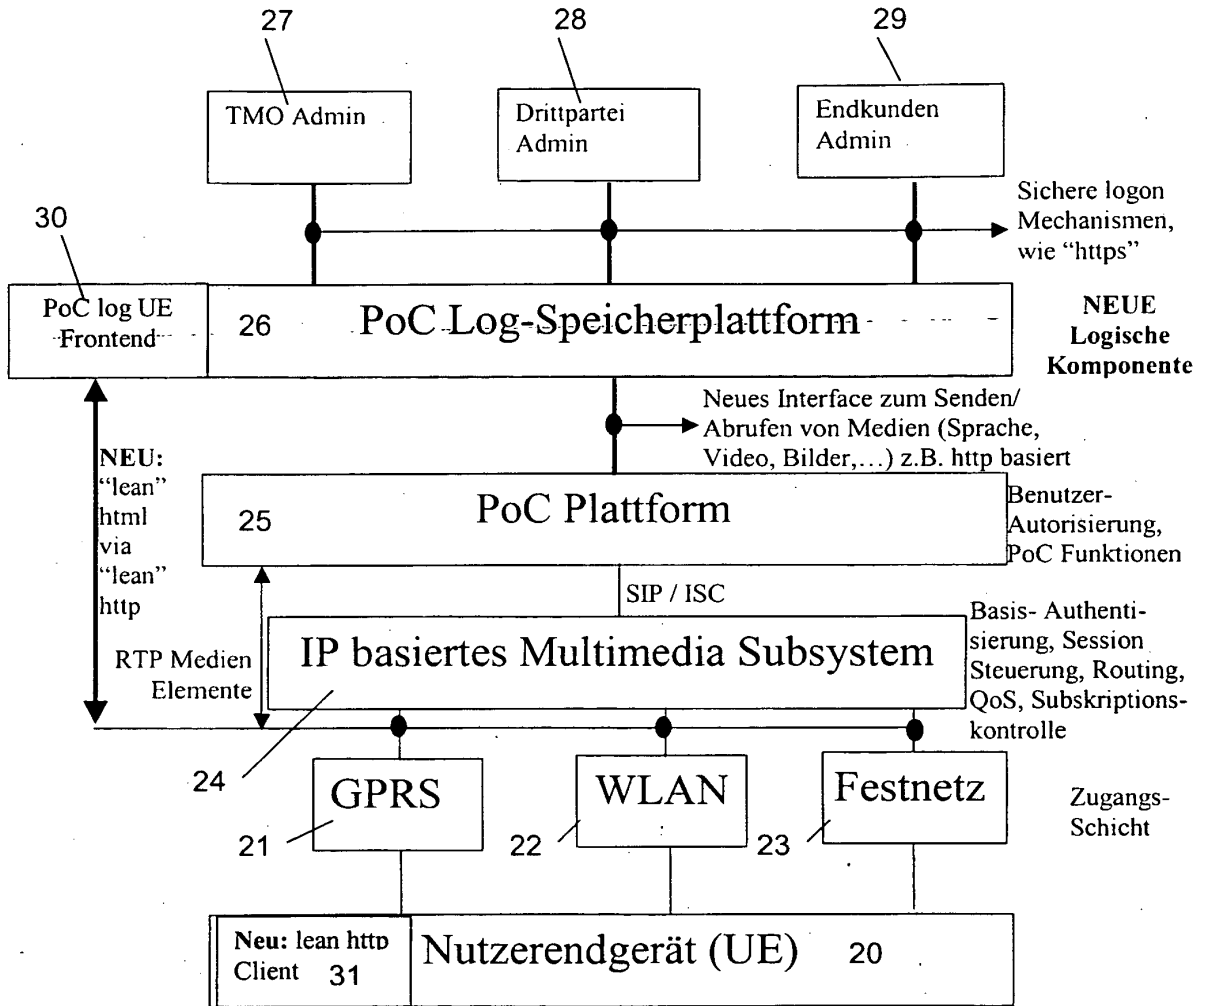 27
28
29
TMO Admin
Drittpartei
Admin
Endkunden
Admin
Sichere logon
Mechanismen,
wie “https”
30
PoC log UE
Frontend
26
PoC Log-Speicherplattform
NEUE
Logische
Komponente
Neues Interface zum Senden/
Abrufen von Medien (Sprache,
Video, Bilder,...) z.B. http basiert
NEU:
“lean”
html
via
“lean”
http
25
PoC Plattform
Benutzer-
Autorisierung,
PoC Funktionen
SIP / ISC
RTP Medien
Elemente
IP basiertes Multimedia Subsystem
Basis- Authenti-
sierung, Session
Steuerung, Routing,
QoS, Subskriptions-
kontrolle
24
GPRS
21
WLAN
22
Festnetz
23
Zugangs-
Schicht
Neu: lean http
Client 31
Nutzerendgerät (UE) 20